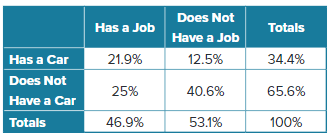 Has a Job Does Not Have a Job Totals
Has a Car 21.9% 12.5% 34.4%
Does Not Have a Car 25% 40.6% 65.6%
Totals 46.9% 53.1% 100%